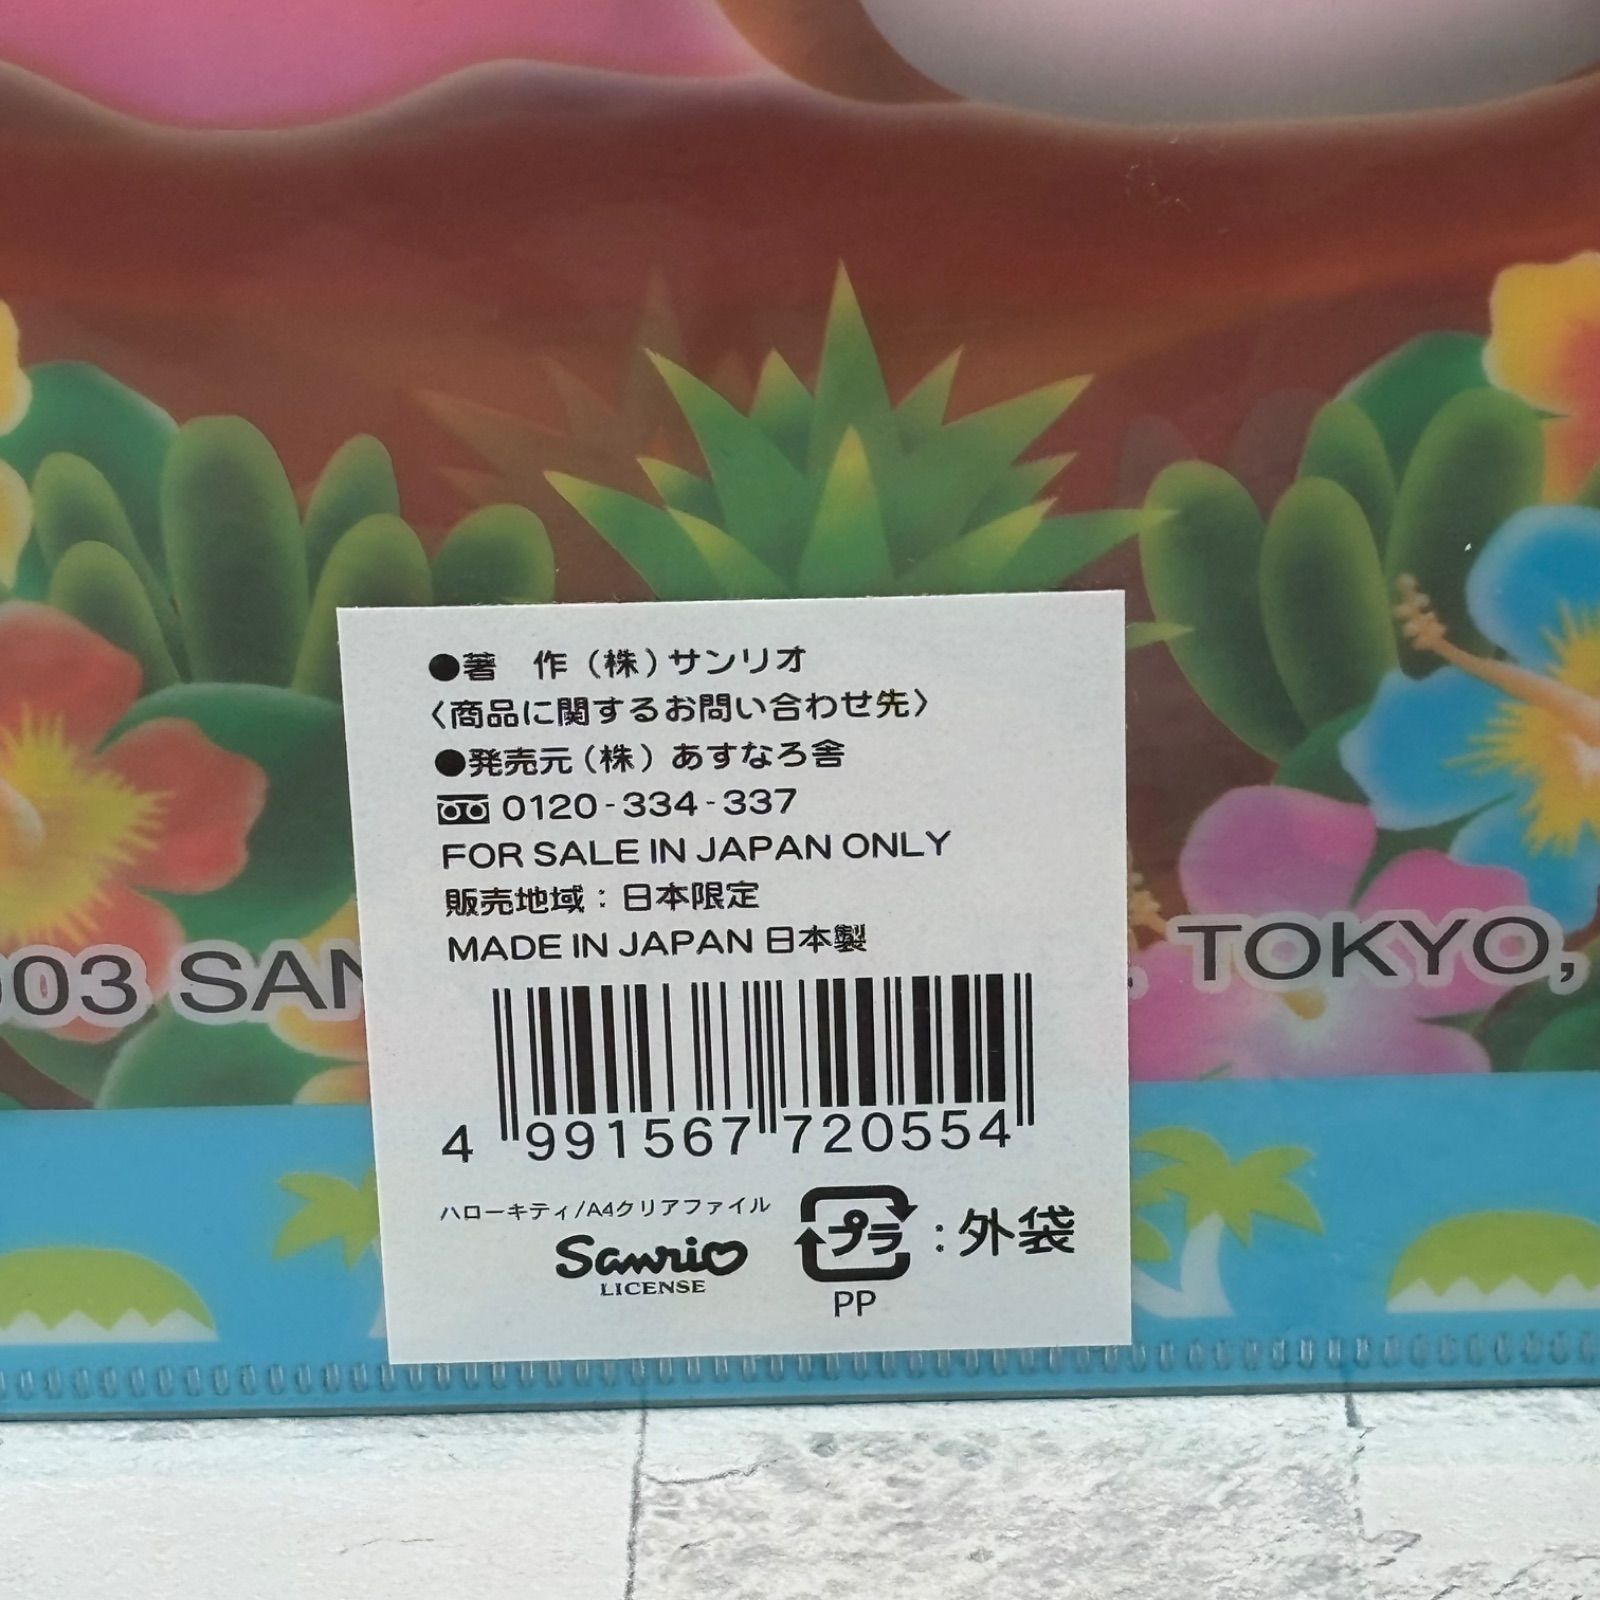 ●著　作（株）サンリオ
〈商品に関するお問い合わせ先〉
●発売元（株）あすなろ舎
0120-334-337
FOR SALE IN JAPAN ONLY
販売地域：日本限定
MADE IN JAPAN 日本製
03 SAN
TOKYO,
4 991567 720554
ハローキティ/A4クリアファイル
Sanrio
LICENSE
プラ：外袋
PP